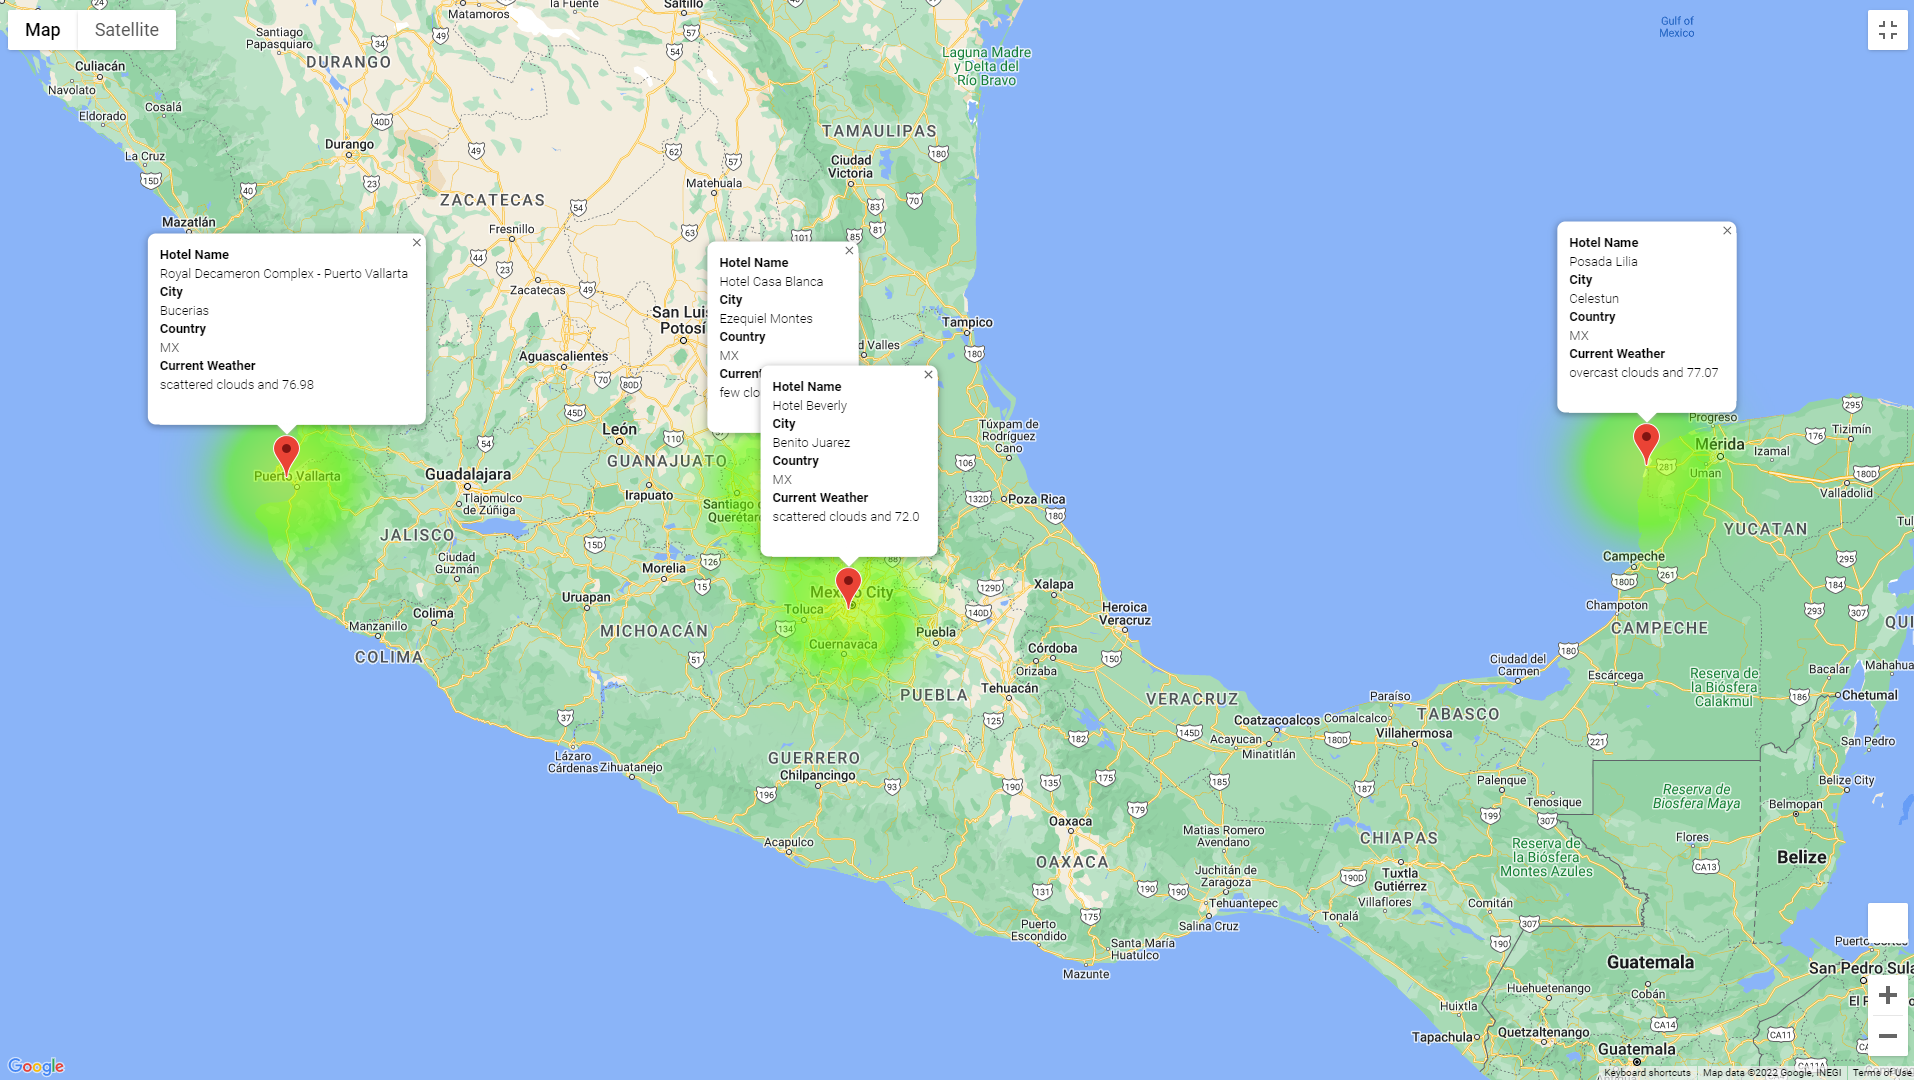 Map
Satellite
Gulf of
Mexico
Hotel Name
Royal Decameron Complex - Puerto Vallarta
City
Bucerias
Country
MX
Current Weather
scattered clouds and 76.98
Hotel Name
Hotel Casa Blanca
City
Ezequiel Montes
Country
MX
Current
few clo
Hotel Name
Hotel Beverly
City
Benito Juarez
Country
MX
Current Weather
scattered clouds and 72.0
Hotel Name
Posada Lilia
City
Celestun
Country
MX
Current Weather
overcast clouds and 77.07
Matamoros
la Fuente
Saltillo
Santiago
Papasquiaro
DURANGO
Culiacán
Navolato
Cosalá
Eldorado
La Cruz
Durango
Mazatlán
ZACATECAS
Fresnillo
Zacatecas
Matehuala
Laguna Madre
y Delta del
Río Bravo
TAMAULIPAS
Ciudad
Victoria
San Luis
Potosí
Tampico
d Valles
Aguascalientes
León
GUANAJUATO
Irapuato
Santiago de
Querétaro
Puerto Vallarta
Guadalajara
Tlajomulco
de Zúñiga
JALISCO
Ciudad
Guzmán
Colima
Manzanillo
COLIMA
Morelia
Uruapan
MICHOACÁN
Lázaro
Cárdenas
Zihuatanejo
Túxpam de
Rodríguez
Cano
Poza Rica
Mexico City
Toluca
Cuernavaca
Puebla
PUEBLA
Xalapa
Heroica
Veracruz
Córdoba
Orizaba
Tehuacán
VERACRUZ
GUERRERO
Chilpancingo
Acapulco
Oaxaca
OAXACA
Puerto
Escondido
Santa María
Huatulco
Mazunte
Coatzacoalcos
Acayucan
Minatitlán
Matias Romero
Avendano
Juchitán de
Zaragoza
Tehuantepec
Salina Cruz
Paraíso
Comalcalco
TABASCO
Villahermosa
Ciudad del
Carmen
Palenque
Tenosique
CHIAPAS
Tuxtla
Gutiérrez
Villaflores
Tonalá
Comitán
Reserva de
la Biósfera
Montes Azules
Huixtla
Tapachula
Progreso
Mérida
Uman
Izamal
Tizimín
Valladolid
YUCATAN
Campeche
Champoton
CAMPECHE
Escárcega
Reserva de
la Biósfera
Calakmul
Bacalar
Mahahua
Chetumal
San Pedro
Belize City
Belmopan
Belize
Reserva de
Biosfera Maya
Flores
Guatemala
Huehuetenango
Cobán
Quetzaltenango
Guatemala
San Pedro Sula
Google
Keyboard shortcuts
Map data ©2022 Google, INEGI
Terms of Use